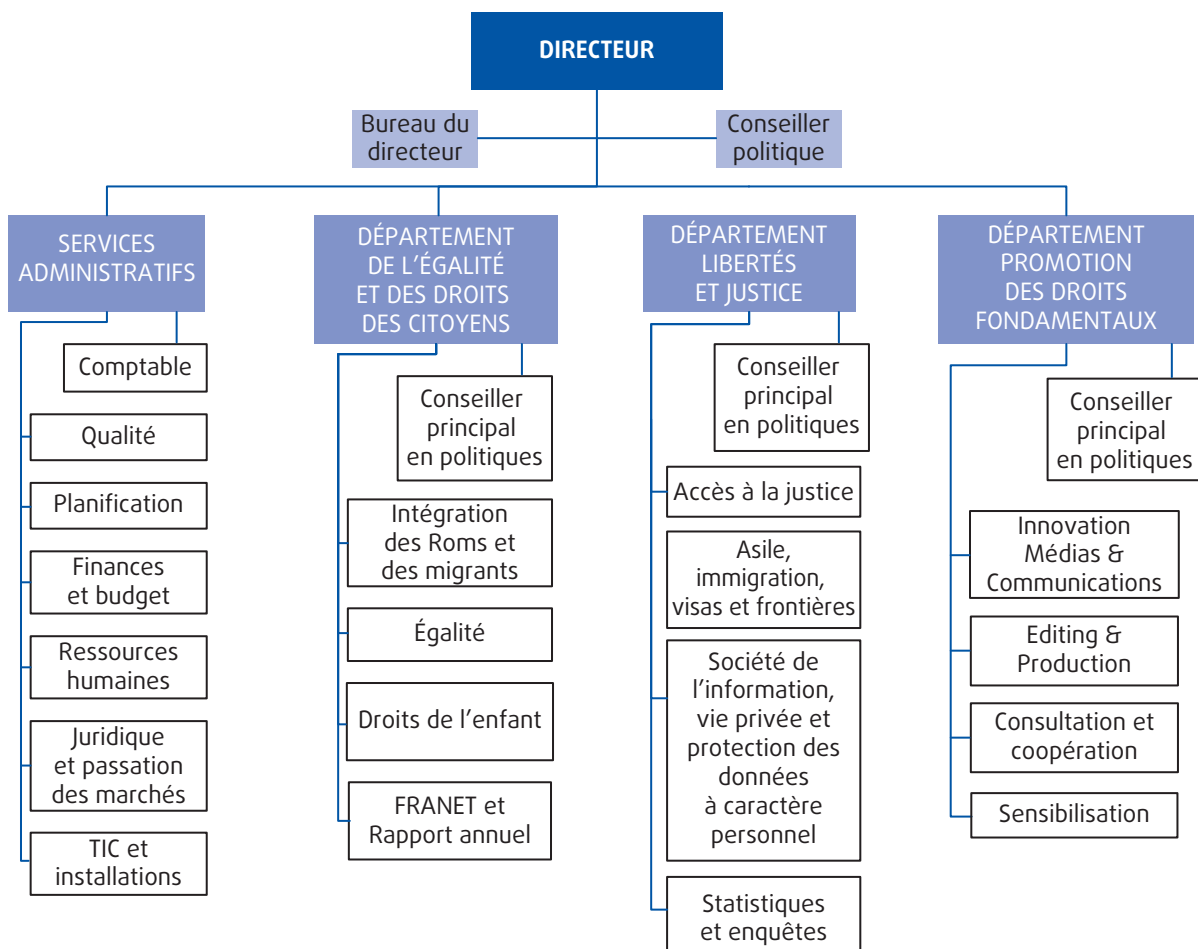 DIRECTEUR
Bureau du
directeur
Conseiller
politique
SERVICES
ADMINISTRATIFS
Comptable
Qualité
Planification
Finances
et budget
Ressources
humaines
Juridique
et passation
des marchés
TIC et
installations
DÉPARTEMENT
DE L'ÉGALITÉ
ET DES DROITS
DES CITOYENS
Conseiller
principal
en politiques
Intégration
des Roms et
des migrants
Égalité
Droits de l'enfant
FRANET et
Rapport annuel
DÉPARTEMENT
LIBERTÉS
ET JUSTICE
Conseiller
principal
en politiques
Accès à la justice
Asile,
immigration,
visas et frontières
Société de
l'information,
vie privée et
protection des
données
à caractère
personnel
Statistiques
et enquêtes
DÉPARTEMENT
PROMOTION
DES DROITS
FONDAMENTAUX
Conseiller
principal
en politiques
Innovation
Médias &
Communications
Editing &
Production
Consultation et
coopération
Sensibilisation